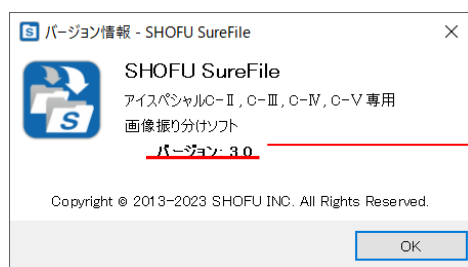 バージョン情報 - SHOFU SureFile
SHOFU SureFile
アイスペシャルC-Ⅱ, C-Ⅲ, C-Ⅳ, C-Ⅴ専用
画像振り分けソフト
バージョン: 3.0
Copyright © 2013-2023 SHOFU INC. All Rights Reserved.
OK